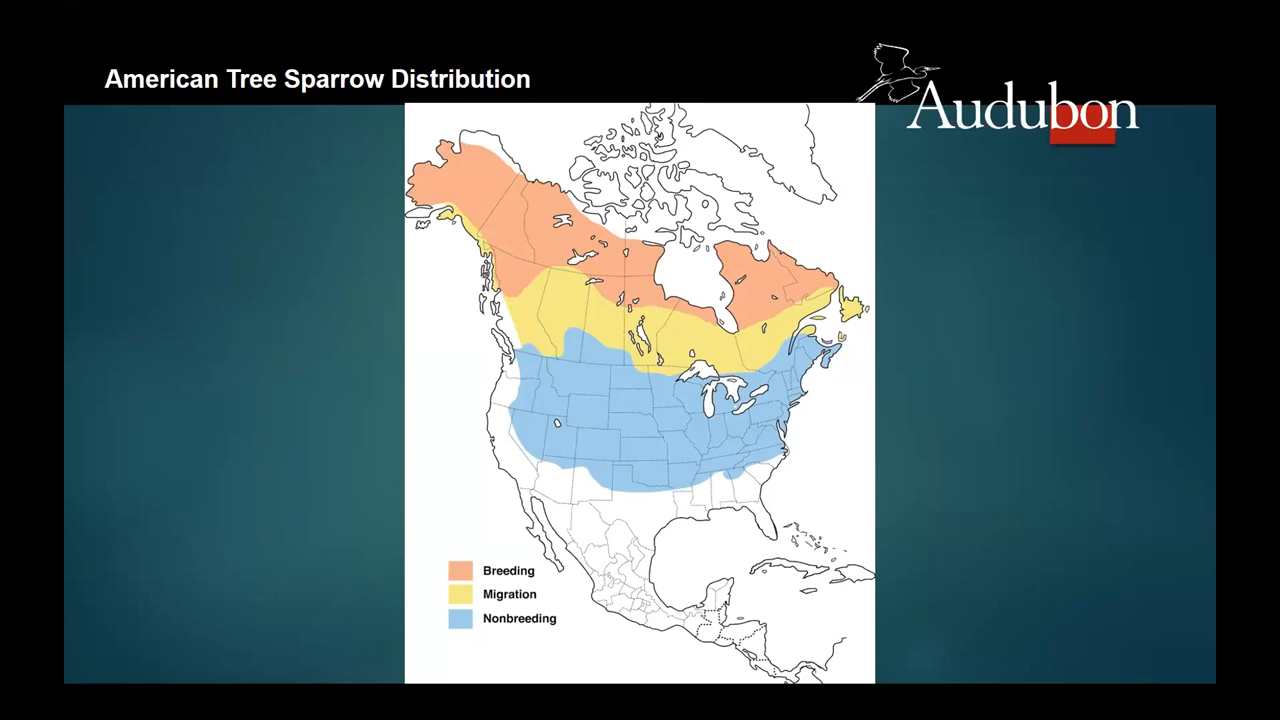 American Tree Sparrow Distribution
Audubon
Breeding
Migration
Nonbreeding